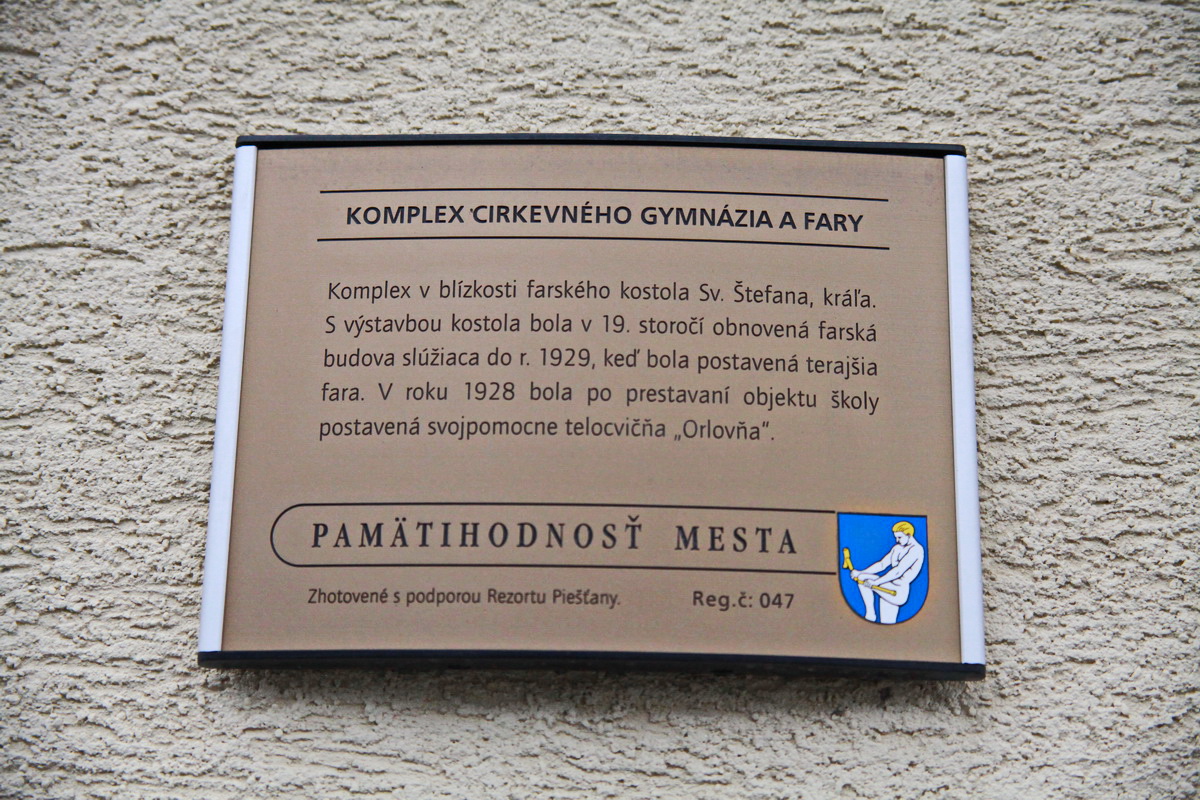 KOMPLEX CIRKEVNÉHO GYMNÁZIA A FARY
Komplex v blízkosti farského kostola Sv. Štefana, kráľa.
S výstavbou kostola bola v 19. storočí obnovená farská
budova slúžiaca do r. 1929, keď bola postavená terajšia
fara. V roku 1928 bola po prestavaní objektu školy
postavená svojpomocne telocvičňa „Orlovňa“.
PAMÄTIHODNOSŤ MESTA
Zhotovené s podporou Rezortu Piešťany. Reg.č: 047